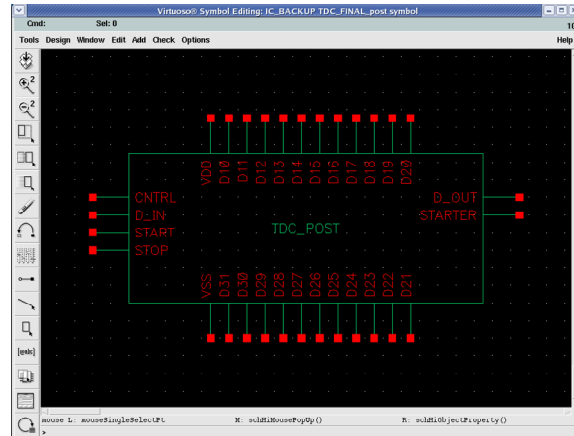 Virtuoso® Symbol Editing: IC_BACKUP TDC_FINAL_post symbol
Cmd: Sel: 0 10
Tools Design Window Edit Add Check Options Help
VDD D10 D11 D12 D13 D14 D15 D16 D17 D18 D19 D20
CNTRL D_OUT
D_IN STARTER
START
TDC_POST
STOP
VSS D31 D30 D29 D28 D27 D26 D25 D24 D23 D22 D21
[@abc]
mouse L: mouseSingleSelectPt M: schHiMousePopUp() R: schHiObjectProperty()
>